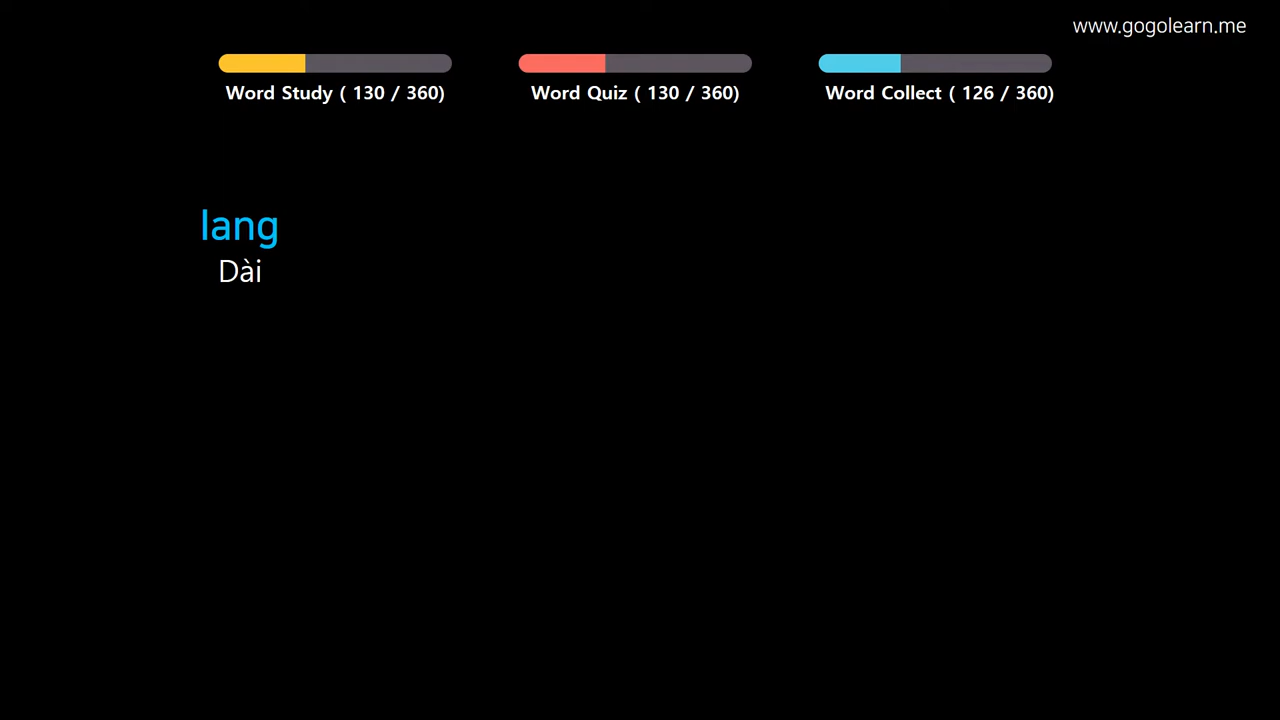 www.gogolearn.me
Word Study ( 130 / 360)
Word Quiz ( 130 / 360)
Word Collect ( 126 / 360)
lang
Dài